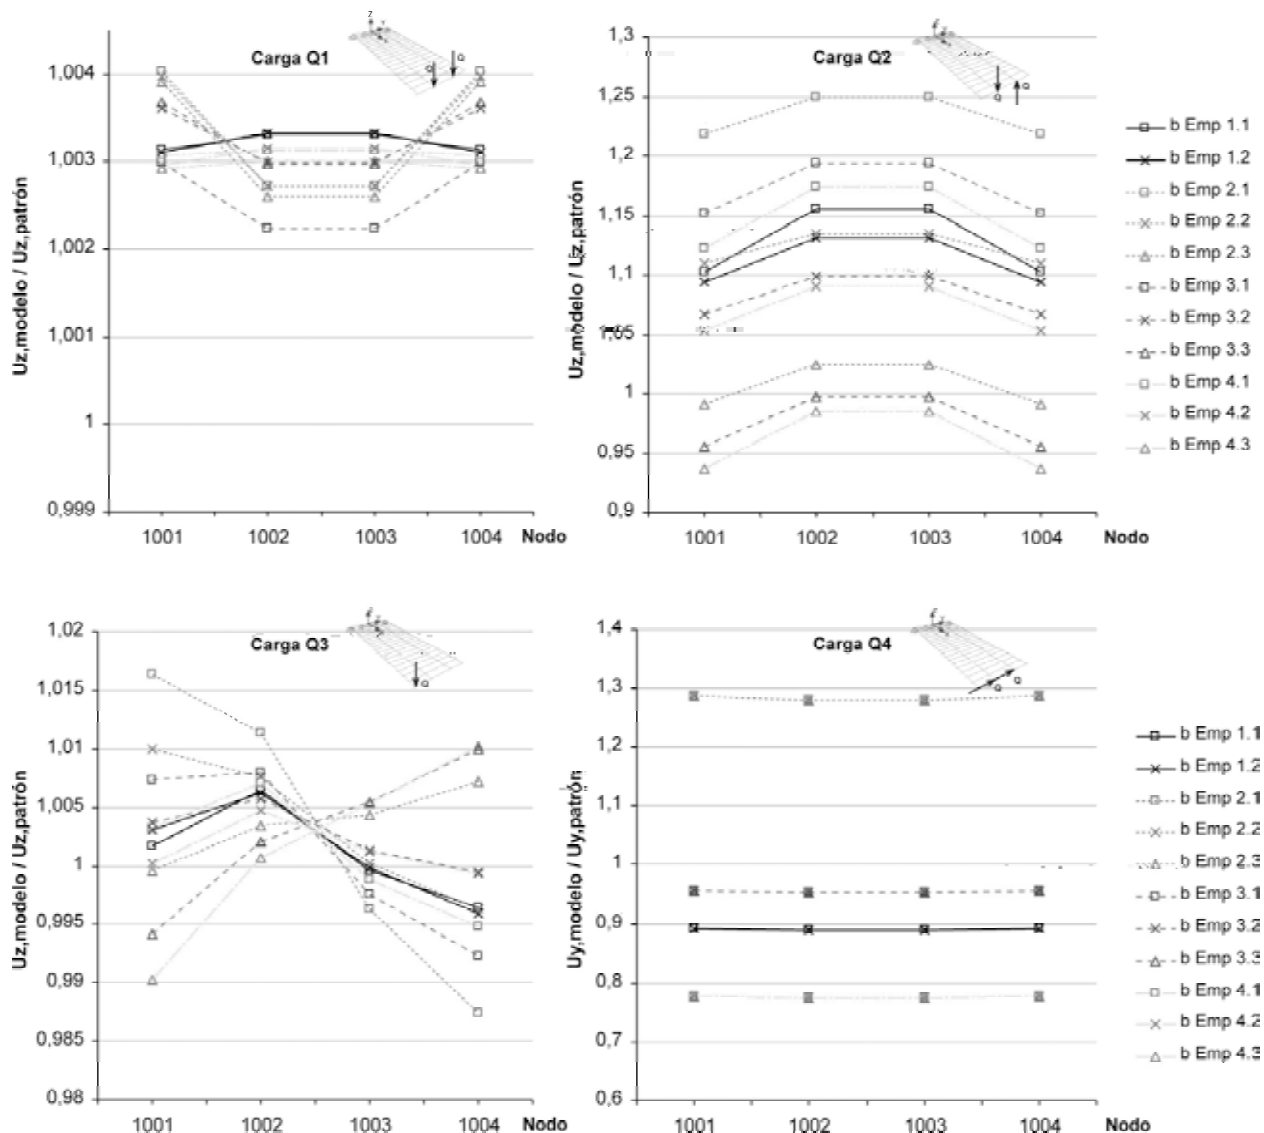 Carga Q1
Uz,modelo / Uz,patrón
1,004
1,003
1,002
1,001
1
0,999
1001 1002 1003 1004 Nodo
Z
Q Q
Carga Q2
Uz,modelo / Uz,patrón
1,3
1,25
1,2
1,15
1,1
1,05
1
0,95
0,9
1001 1002 1003 1004 Nodo
Q Q
b Emp 1.1
b Emp 1.2
b Emp 2.1
b Emp 2.2
b Emp 2.3
b Emp 3.1
b Emp 3.2
b Emp 3.3
b Emp 4.1
b Emp 4.2
b Emp 4.3
Carga Q3
Uz,modelo / Uz,patrón
1,02
1,015
1,01
1,005
1
0,995
0,99
0,985
0,98
1001 1002 1003 1004 Nodo
Q
Carga Q4
Uy,modelo / Uy,patrón
1,4
1,3
1,2
1,1
1
0,9
0,8
0,7
0,6
1001 1002 1003 1004 Nodo
Q Q
b Emp 1.1
b Emp 1.2
b Emp 2.1
b Emp 2.2
b Emp 2.3
b Emp 3.1
b Emp 3.2
b Emp 3.3
b Emp 4.1
b Emp 4.2
b Emp 4.3